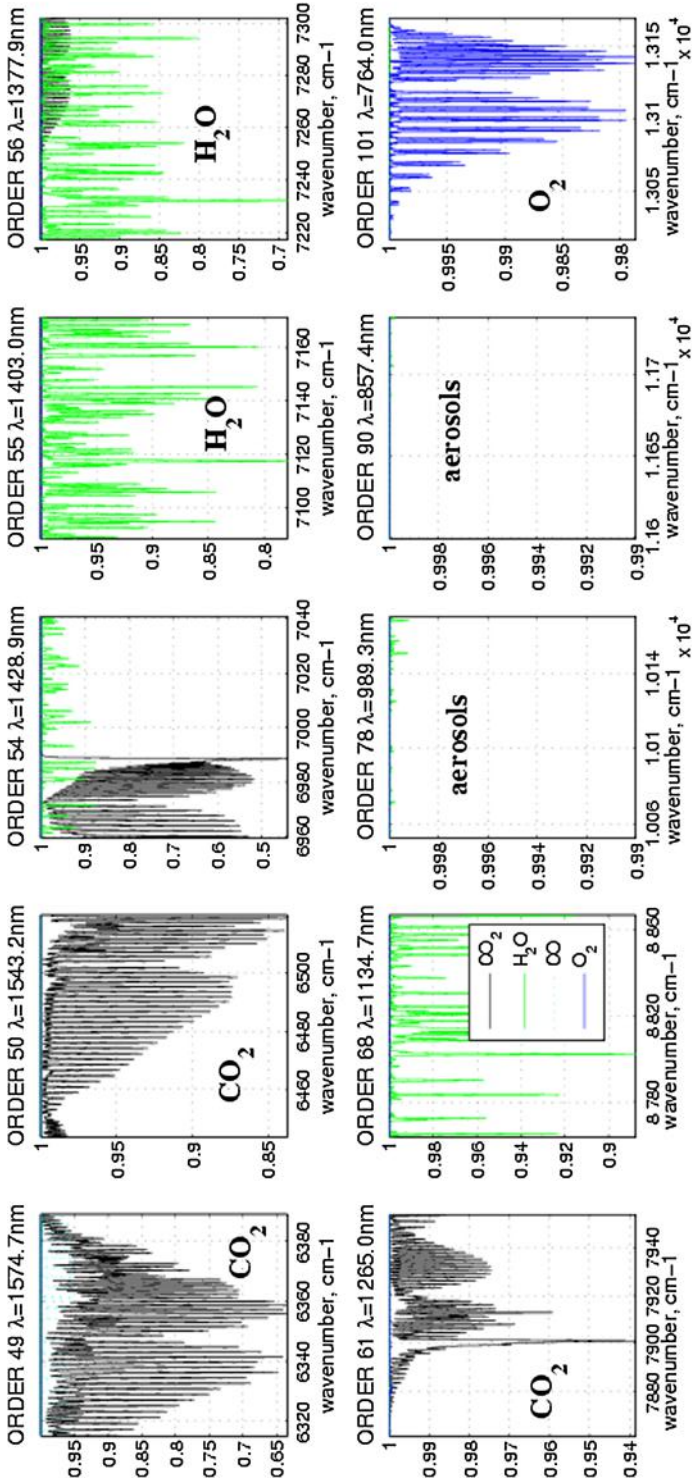 ORDER 49 λ=1574.7nm
0.95
0.9
0.85
0.8
0.75
0.7
0.65
CO2
6320 6340 6360 6380
wavenumber, cm−1
ORDER 50 λ=1543.2nm
1
0.95
0.9
0.85
CO2
6460 6480 6500
wavenumber, cm−1
ORDER 54 λ=1428.9nm
1
0.9
0.8
0.7
0.6
0.5
6960 6980 7000 7020 7040
wavenumber, cm−1
ORDER 55 λ=1403.0nm
1
0.95
0.9
0.85
0.8
H2O
7100 7120 7140 7160
wavenumber, cm−1
ORDER 56 λ=1377.9nm
1
0.95
0.9
0.85
0.8
0.75
0.7
H2O
7220 7240 7260 7280 7300
wavenumber, cm−1
ORDER 61 λ=1265.0nm
1
0.99
0.98
0.97
0.96
0.95
0.94
CO2
7880 7900 7920 7940
wavenumber, cm−1
ORDER 68 λ=1134.7nm
1
0.98
0.96
0.94
0.92
0.9
CO2
H2O
CO
O2
8780 8820 8860
wavenumber, cm−1
ORDER 78 λ=989.3nm
1
0.998
0.996
0.994
0.992
0.99
aerosols
1.006 1.01 1.014
wavenumber, cm−1 x 10^4
ORDER 90 λ=857.4nm
1
0.998
0.996
0.994
0.992
0.99
aerosols
1.16 1.165 1.17
wavenumber, cm−1 x 10^4
ORDER 101 λ=764.0nm
1
0.995
0.99
0.985
0.98
O2
1.305 1.31 1.315
wavenumber, cm−1 x 10^4